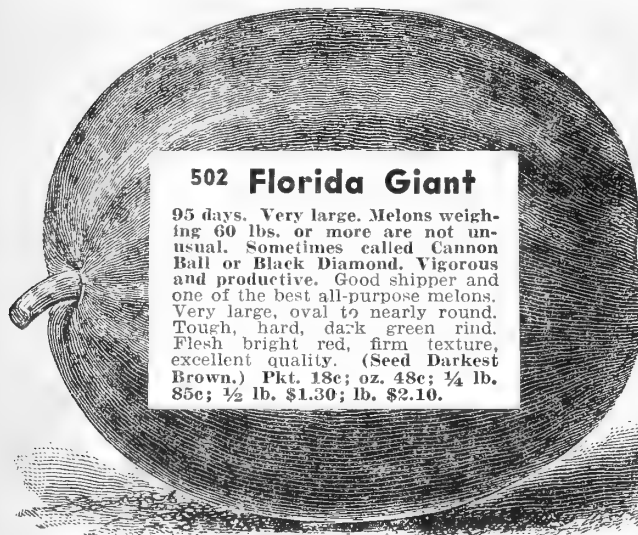 502 Florida Giant
95 days. Very large. Melons weigh-
ing 60 lbs. or more are not un-
usual. Sometimes called Cannon
Ball or Black Diamond. Vigorous
and productive. Good shipper and
one of the best all-purpose melons.
Very large, oval to nearly round.
Tough, hard, dark green rind.
Flesh bright red, firm texture,
excellent quality. (Seed Darkest
Brown.) Pkt. 18c; oz. 48c; ¼ lb.
85c; ½ lb. $1.30; lb. $2.10.